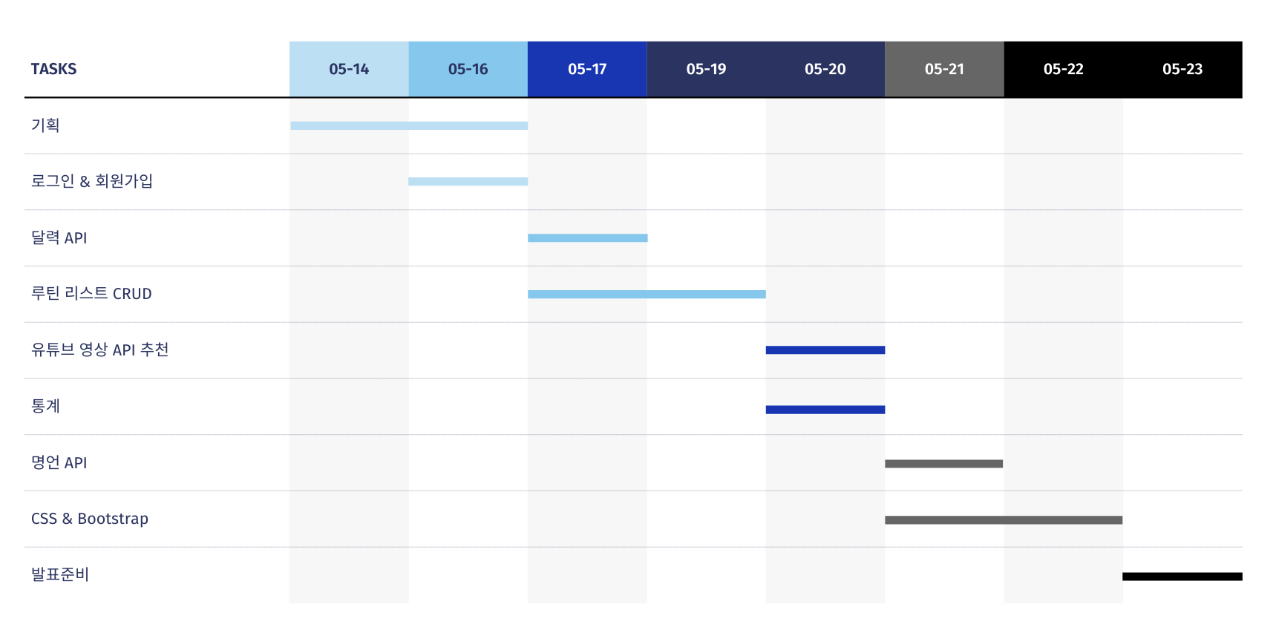 TASKS 05-14 05-16 05-17 05-19 05-20 05-21 05-22 05-23
기획
로그인 & 회원가입
달력 API
루틴 리스트 CRUD
유튜브 영상 API 추천
통계
명언 API
CSS & Bootstrap
발표준비